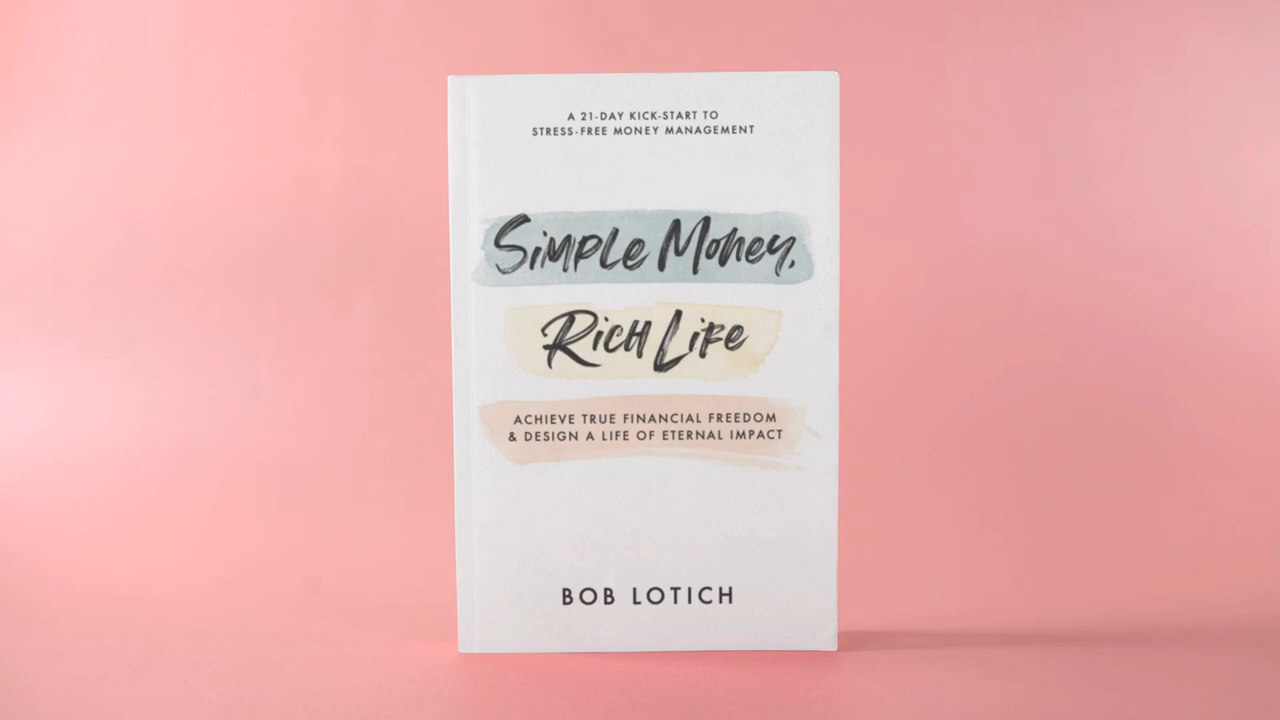 A 21-DAY KICK-START TO
STRESS-FREE MONEY MANAGEMENT
Simple Money,
Rich Life
ACHIEVE TRUE FINANCIAL FREEDOM
& DESIGN A LIFE OF ETERNAL IMPACT
BOB LOTICH